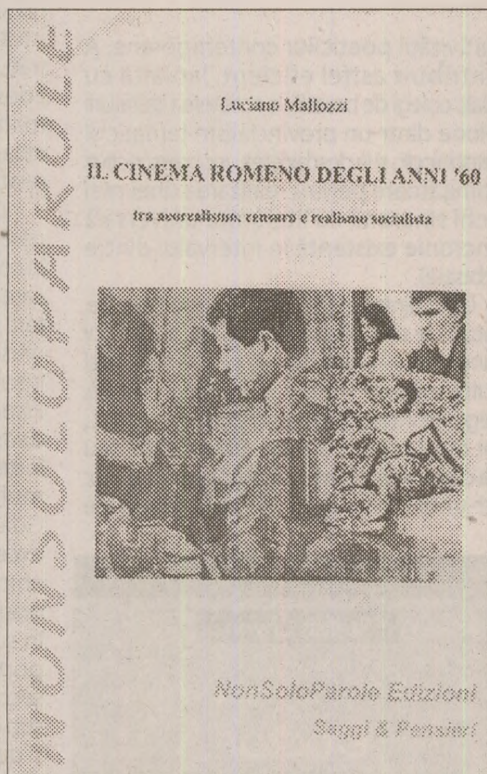 NONSOLOPAROLE
Luciano Mallozzi
IL CINEMA ROMENO DEGLI ANNI '60
tra neorealismo, censura e realismo socialista
NonSoloParole Edizioni
Saggi & Pensieri